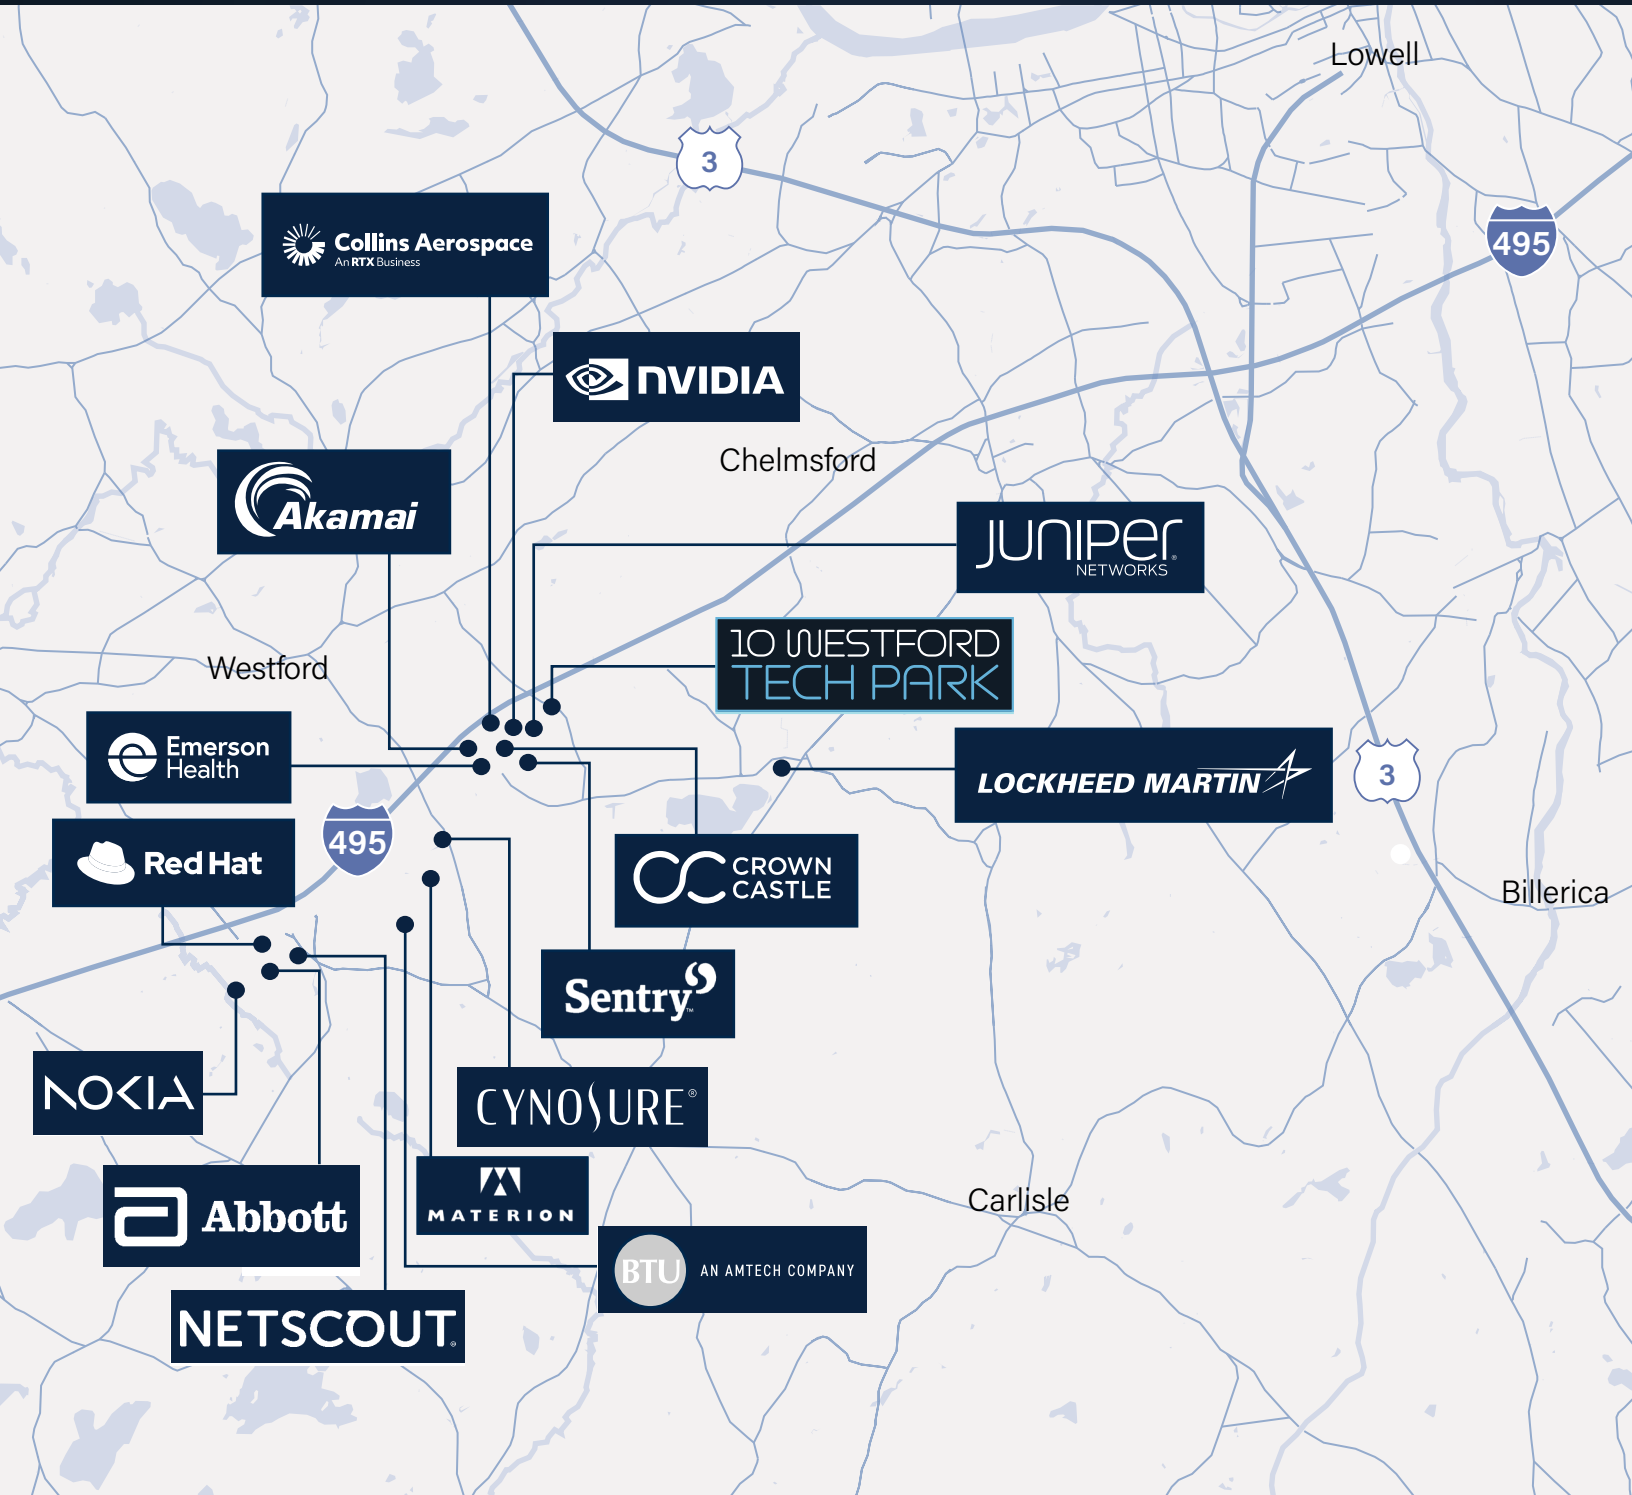 Lowell
3
495
Collins Aerospace
An RTX Business
NVIDIA
Chelmsford
Akamai
JUNIPER
NETWORKS
10 WESTFORD
TECH PARK
Westford
Emerson
Health
LOCKHEED MARTIN
3
495
Red Hat
CROWN
CASTLE
Billerica
Sentry
NOKIA
CYNOSURE®
Abbott
MATERION
Carlisle
BTU AN AMTECH COMPANY
NETSCOUT